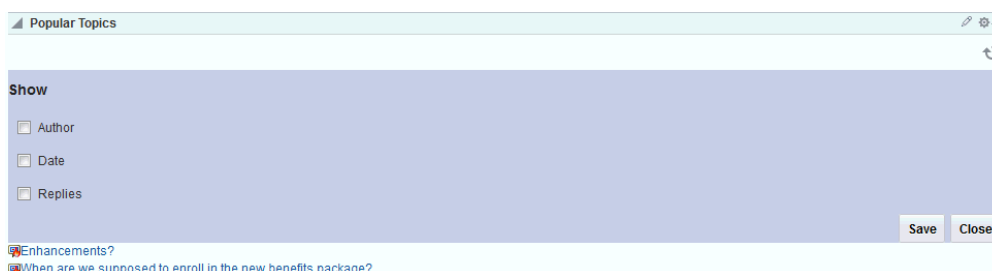 Popular Topics
Show
Author
Date
Replies
Save Close
Enhancements?
When are we supposed to enroll in the new benefits package?